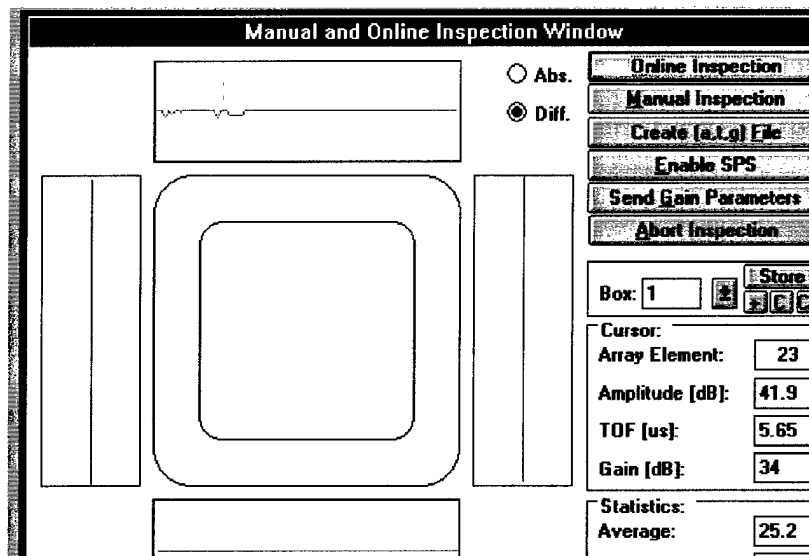 Manual and Online Inspection Window
Abs.
Diff.
Online Inspection
Manual Inspection
Create (a,t,g) File
Enable SPS
Send Gain Parameters
Abort Inspection
Box: 1
Store
+ C C
Cursor:
Array Element: 23
Amplitude [dB]: 41.9
TOF [us]: 5.65
Gain [dB]: 34
Statistics:
Average: 25.2